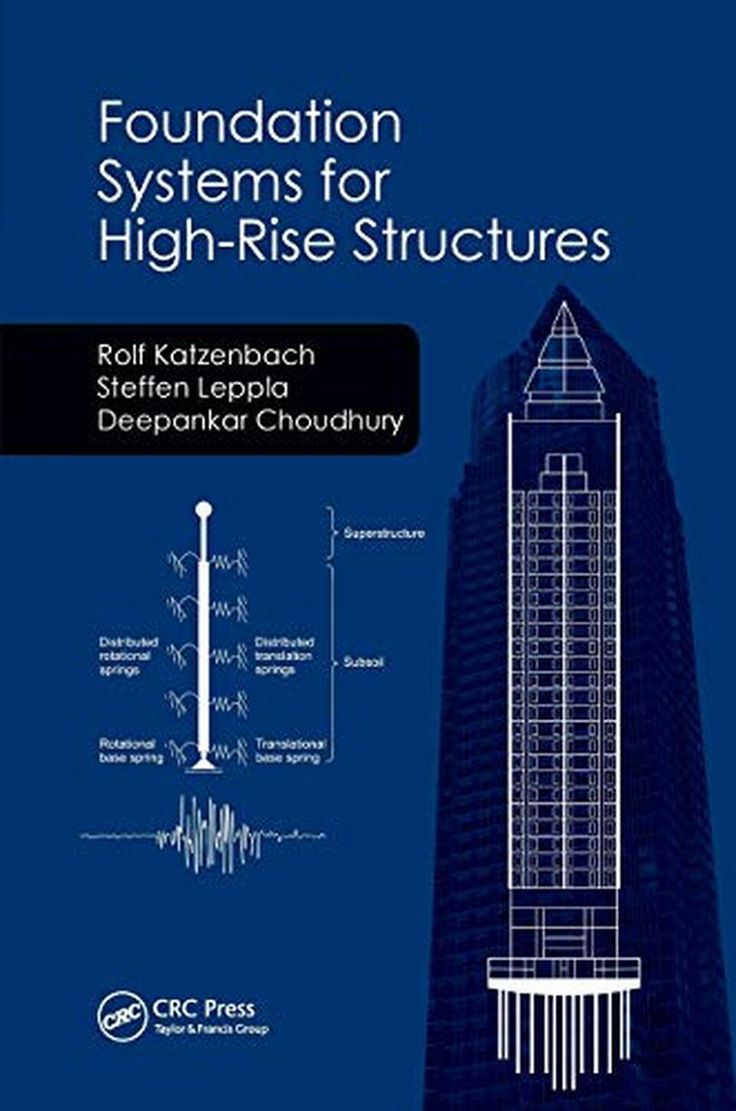 Foundation
Systems for
High-Rise Structures
Rolf Katzenbach
Steffen Leppla
Deepankar Choudhury
Superstructure
Distributed
rotational
springs
Distributed
translation
springs
Subsoil
Rotational
base spring
Translational
base spring
CRC
CRC Press
Taylor & Francis Group